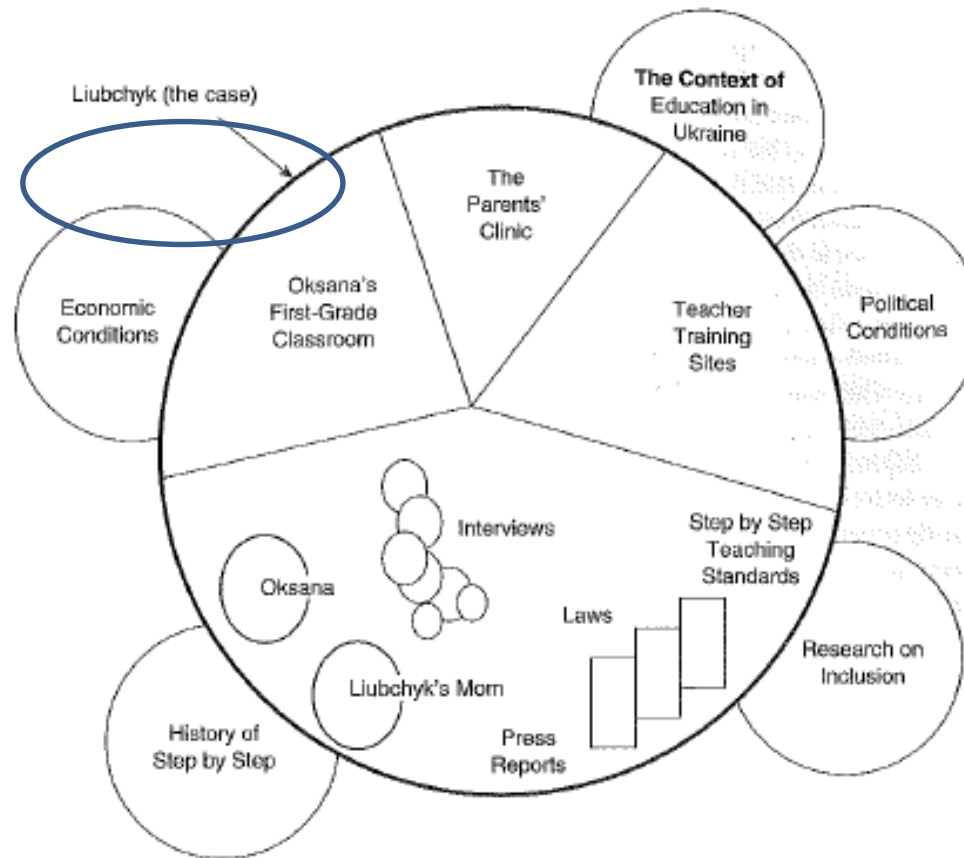 Liubchyk (the case)
The Context of
Education in
Ukraine
The
Parents'
Clinic
Oksana's
First-Grade
Classroom
Economic
Conditions
Teacher
Training
Sites
Political
Conditions
Interviews
Step by Step
Teaching
Standards
Oksana
Laws
Research on
Inclusion
Liubchyk's Mom
History of
Step by Step
Press
Reports